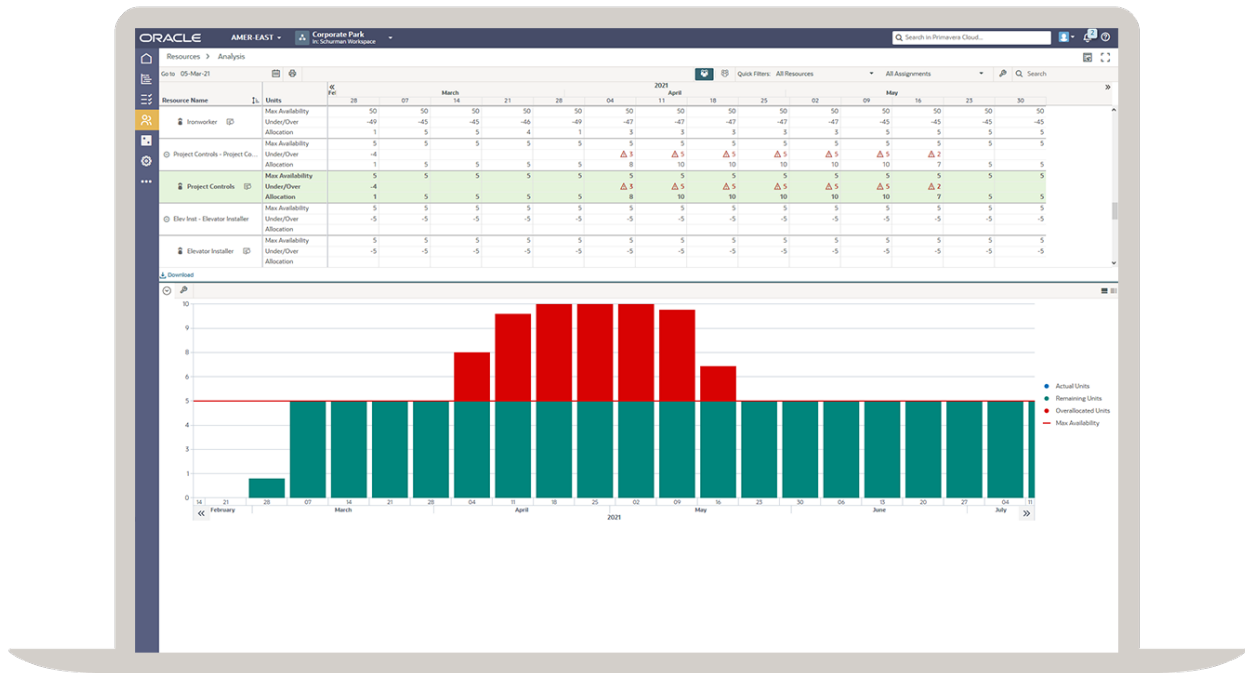 ORACLE AMER-EAST Corporate Park
In: Schurman Workspace
Search in Primavera Cloud...
2
Resources > Analysis
Go to 05-Mar-21 Quick Filters: All Resources All Assignments Search
2021
Fel March April May
Resource Name Units 28 07 14 21 28 04 11 18 25 02 09 16 23 30
Max Availability 50 50 50 50 50 50 50 50 50 50 50 50 50 50
Ironworker Under/Over -49 -45 -45 -46 -49 -47 -47 -47 -47 -47 -45 -45 -45 -45
Allocation 1 5 5 4 1 3 3 3 3 3 5 5 5 5
Max Availability 5 5 5 5 5 5 5 5 5 5 5 5 5 5
Project Controls - Project Co... Under/Over -4 3 5 5 5 5 5 2
Allocation 1 5 5 5 5 8 10 10 10 10 10 7 5 5
Max Availability 5 5 5 5 5 5 5 5 5 5 5 5 5 5
Project Controls Under/Over -4 3 5 5 5 5 5 2
Allocation 1 5 5 5 5 8 10 10 10 10 10 7 5 5
Max Availability 5 5 5 5 5 5 5 5 5 5 5 5 5 5
Elev Inst - Elevator Installer Under/Over -5 -5 -5 -5 -5 -5 -5 -5 -5 -5 -5 -5 -5 -5
Allocation
Max Availability 5 5 5 5 5 5 5 5 5 5 5 5 5 5
Elevator Installer Under/Over -5 -5 -5 -5 -5 -5 -5 -5 -5 -5 -5 -5 -5 -5
Allocation
Download
10
9
8
6
5
4
3
1
0
Actual Units
Remaining Units
Overallocated Units
Max Availability
14 21 28 07 14 21 28 04 11 18 25 02 09 16 23 30 06 13 20 27 04 11
February March April May June July
2021